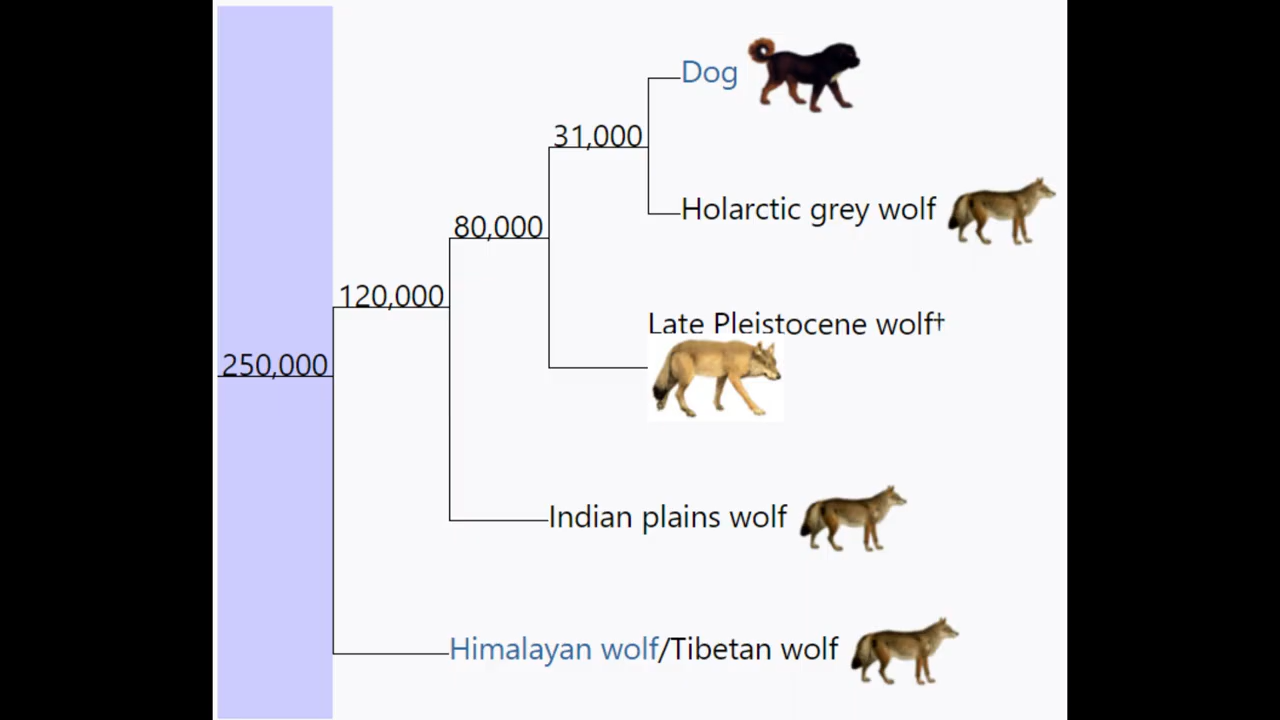 Dog
31,000
Holarctic grey wolf
80,000
120,000
Late Pleistocene wolf†
250,000
Indian plains wolf
Himalayan wolf/Tibetan wolf